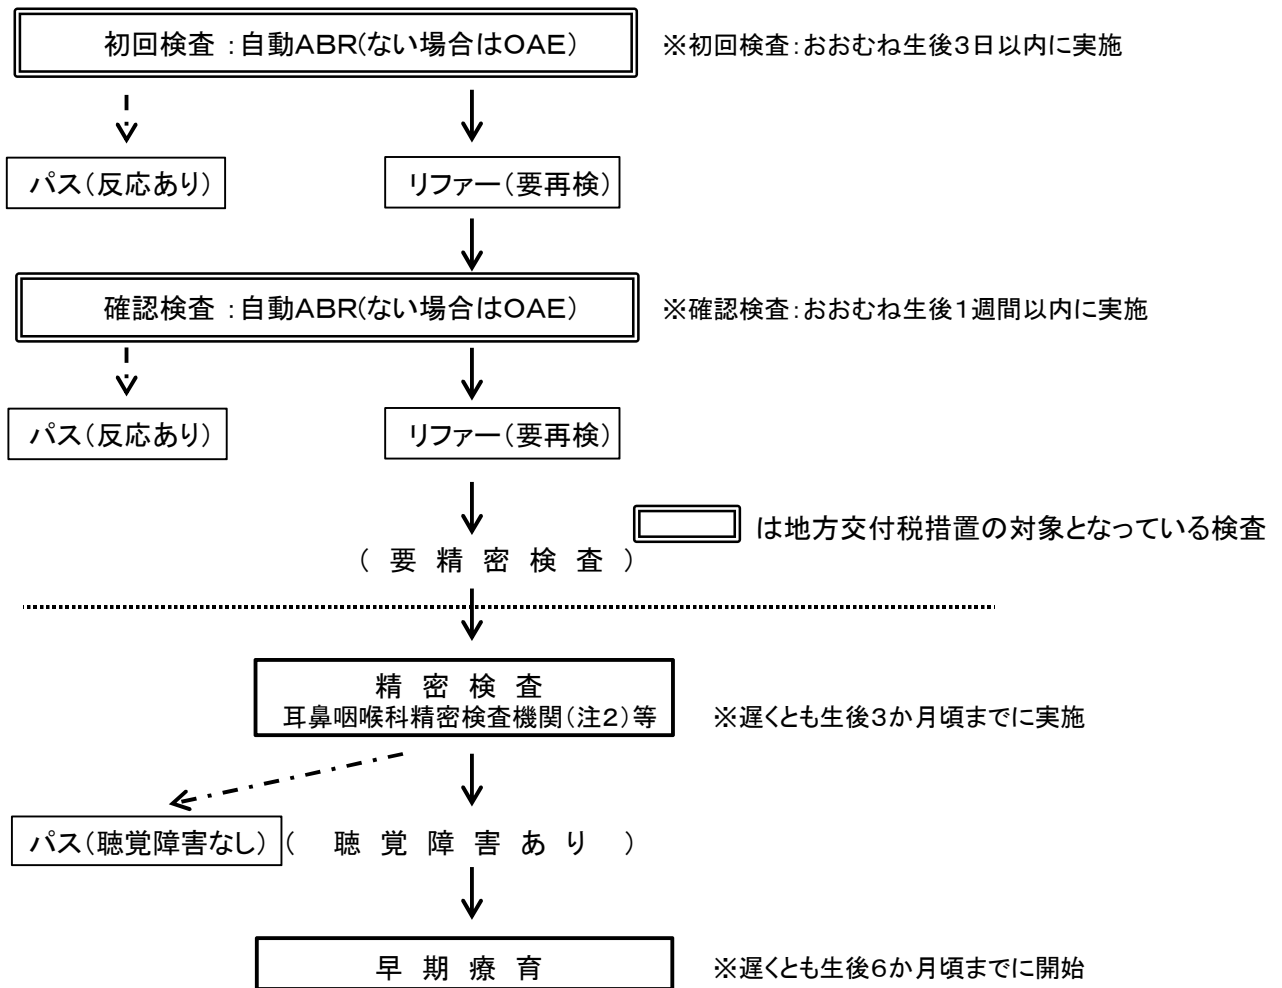 初回検査：自動ABR(ない場合はOAE)
※初回検査：おおむね生後3日以内に実施
パス(反応あり)
リファー(要再検)
確認検査：自動ABR(ない場合はOAE)
※確認検査：おおむね生後1週間以内に実施
パス(反応あり)
リファー(要再検)
は地方交付税措置の対象となっている検査
(要精密検査)
精密検査
耳鼻咽喉科精密検査機関(注2)等
※遅くとも生後3か月頃までに実施
パス(聴覚障害なし)
(聴覚障害あり)
早期療育
※遅くとも生後6か月頃までに開始